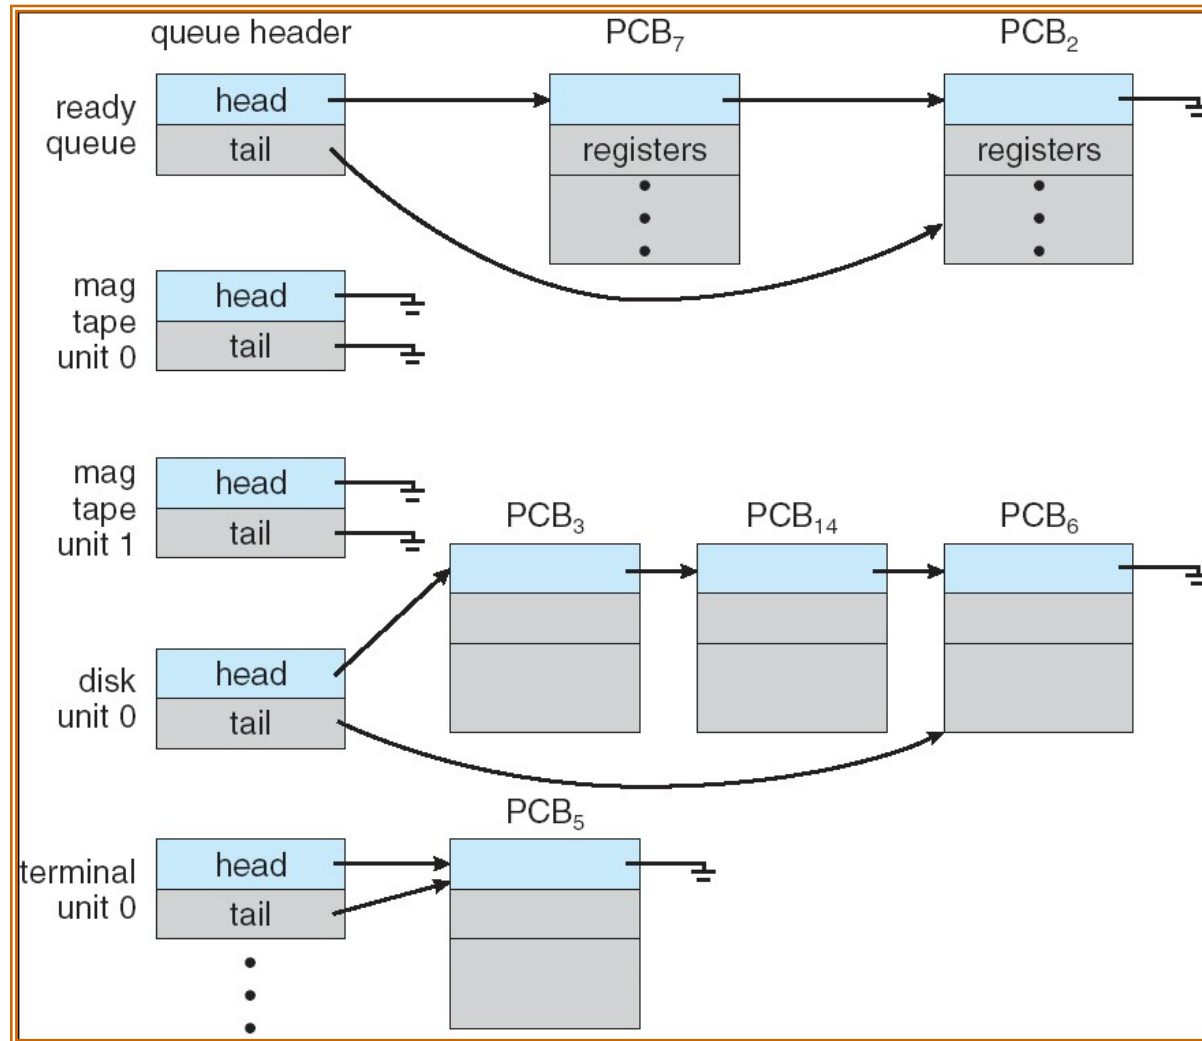 queue header
PCB7
PCB2
ready
queue
head
tail
registers
registers
mag
tape
unit 0
head
tail
mag
tape
unit 1
head
tail
PCB3
PCB14
PCB6
disk
unit 0
head
tail
PCB5
terminal
unit 0
head
tail